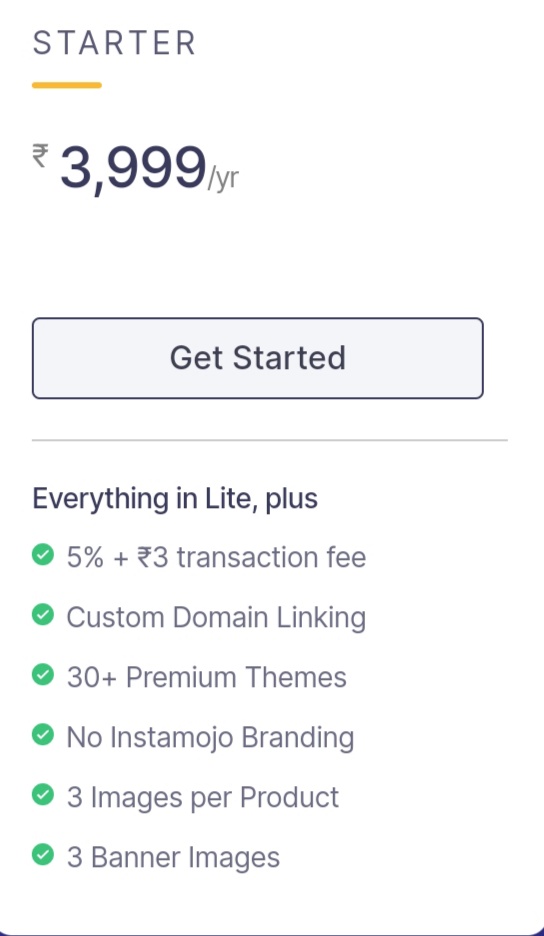 STARTER
₹ 3,999/yr
Get Started
Everything in Lite, plus
5% + ₹3 transaction fee
Custom Domain Linking
30+ Premium Themes
No Instamojo Branding
3 Images per Product
3 Banner Images